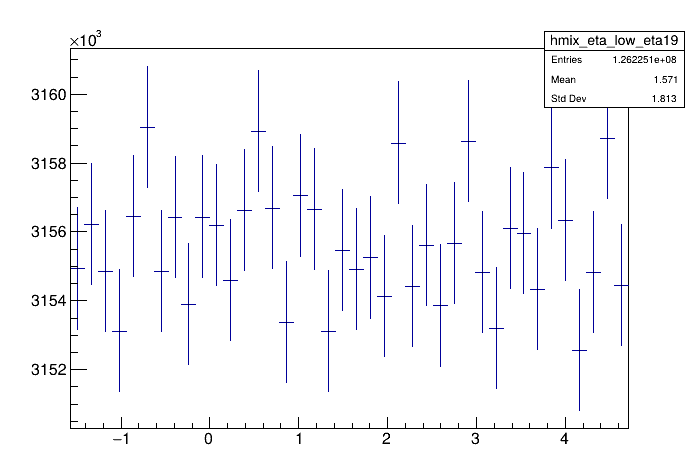 ×10³
hmix_eta_low_eta19
Entries 1.262251e+08
Mean 1.571
Std Dev 1.813
3160
3158
3156
3154
3152
−1 0 1 2 3 4